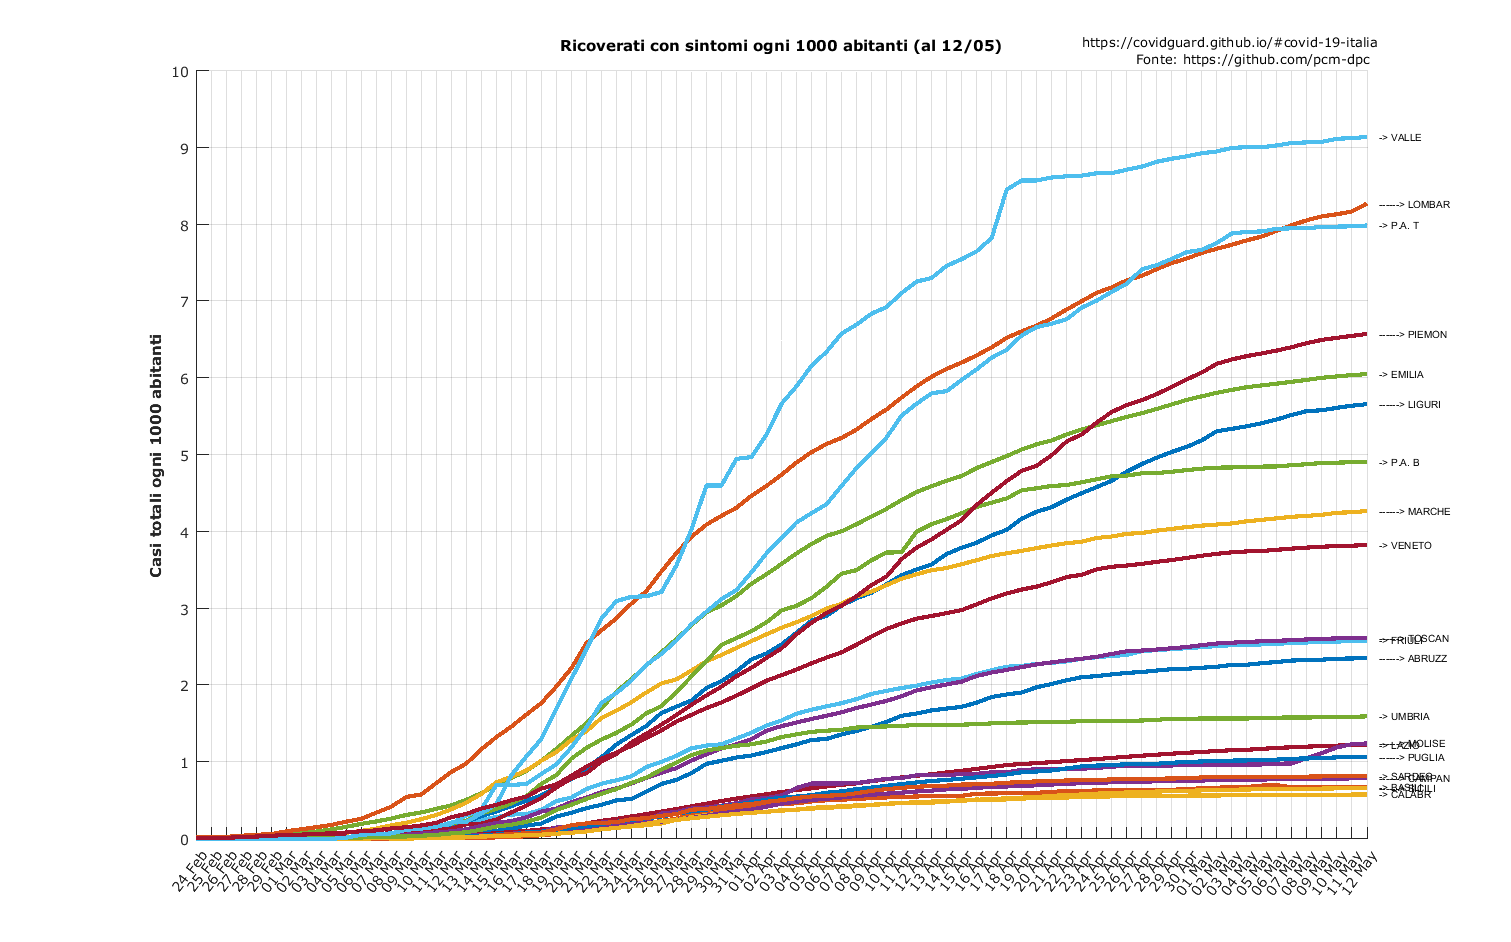 Ricoverati con sintomi ogni 1000 abitanti (al 12/05)
https://covidguard.github.io/#covid-19-italia
Fonte: https://github.com/pcm-dpc
Casi totali ogni 1000 abitanti
10
9
8
7
6
5
4
3
2
1
0
-> VALLE
------> LOMBAR
-> P.A. T
------> PIEMON
-> EMILIA
------> LIGURI
-> P.A. B
------> MARCHE
-> VENETO
------> TOSCAN
-> FRIULI
------> ABRUZZ
-> UMBRIA
------> MOLISE
-> LAZIO
------> PUGLIA
-> SARDEG
------> CAMPAN
-> BASILI
------> SICILI
-> CALABR
24 Feb
25 Feb
26 Feb
27 Feb
28 Feb
29 Feb
01 Mar
02 Mar
03 Mar
04 Mar
05 Mar
06 Mar
07 Mar
08 Mar
09 Mar
10 Mar
11 Mar
12 Mar
13 Mar
14 Mar
15 Mar
16 Mar
17 Mar
18 Mar
19 Mar
20 Mar
21 Mar
22 Mar
23 Mar
24 Mar
25 Mar
26 Mar
27 Mar
28 Mar
29 Mar
30 Mar
31 Mar
01 Apr
02 Apr
03 Apr
04 Apr
05 Apr
06 Apr
07 Apr
08 Apr
09 Apr
10 Apr
11 Apr
12 Apr
13 Apr
14 Apr
15 Apr
16 Apr
17 Apr
18 Apr
19 Apr
20 Apr
21 Apr
22 Apr
23 Apr
24 Apr
25 Apr
26 Apr
27 Apr
28 Apr
29 Apr
30 Apr
01 May
02 May
03 May
04 May
05 May
06 May
07 May
08 May
09 May
10 May
11 May
12 May